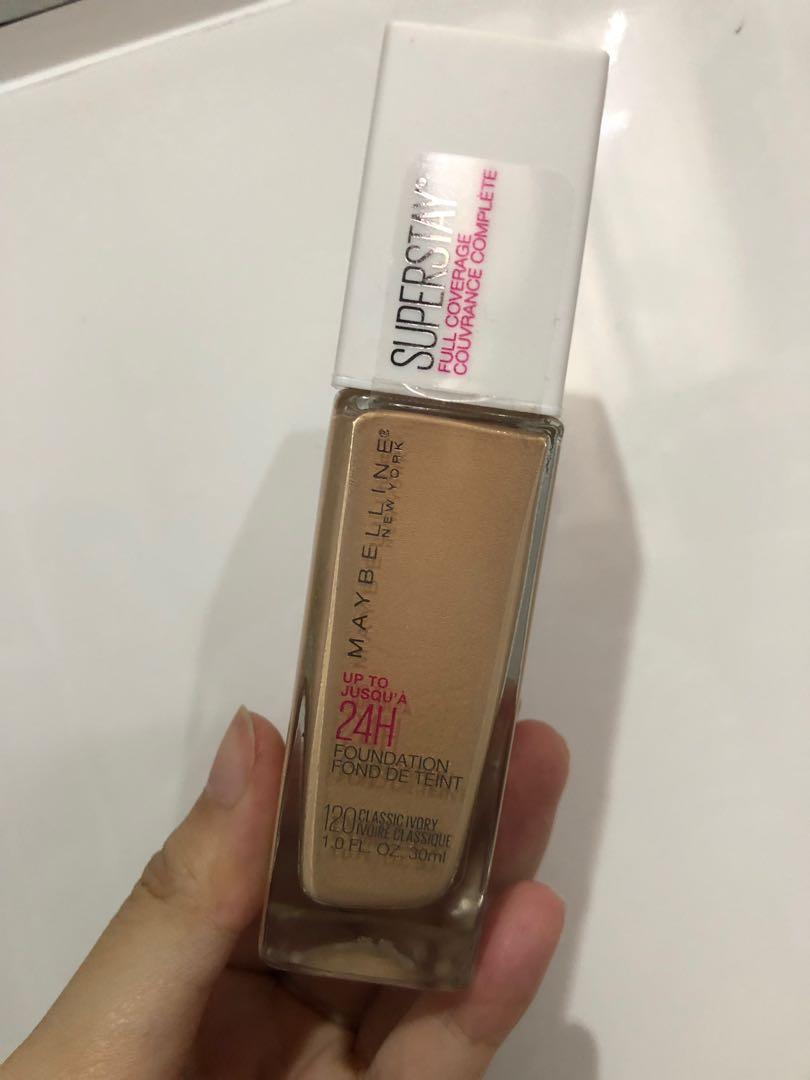 SUPERSTAY®
FULL COVERAGE
COUVRANCE COMPLÈTE
MAYBELLINE®
NEW YORK
UP TO
JUSQU'À
24H
FOUNDATION
FOND DE TEINT
120 CLASSIC IVORY
IVOIRE CLASSIQUE
1.0 FL. OZ. 30ml